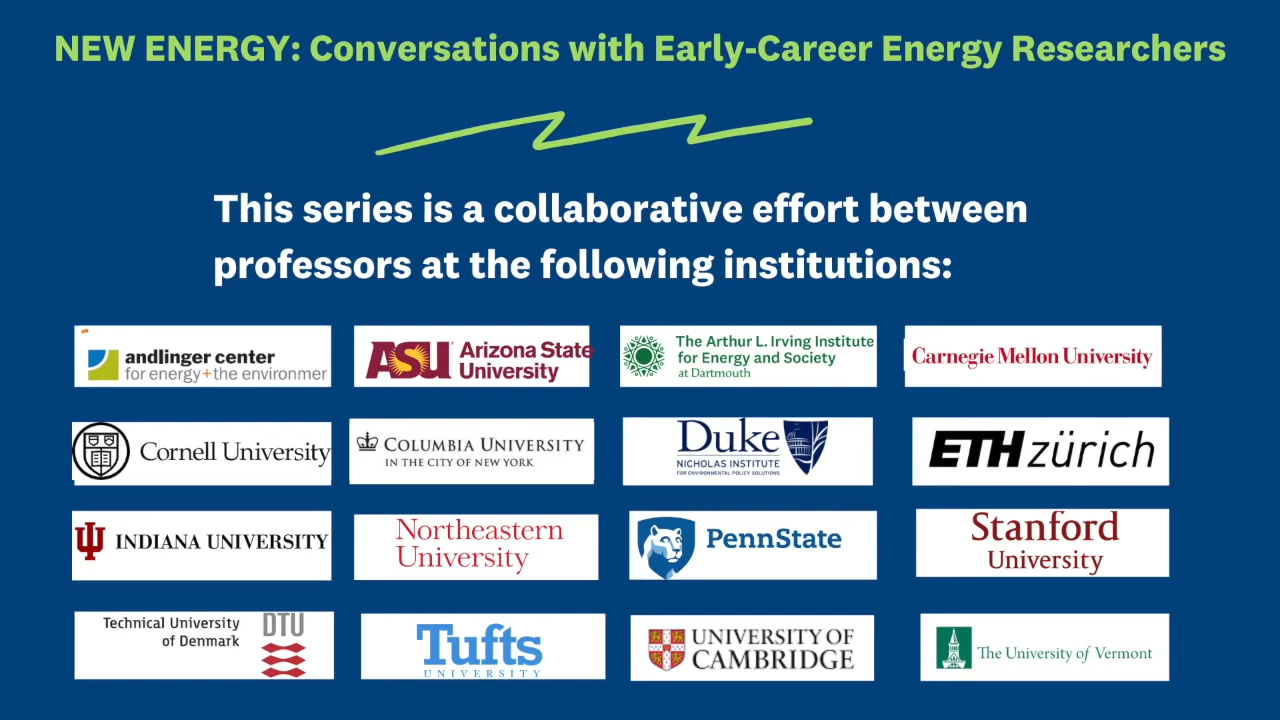 NEW ENERGY: Conversations with Early-Career Energy Researchers
This series is a collaborative effort between
professors at the following institutions:
andlinger center
for energy+the environmer
ASU Arizona State
University
The Arthur L. Irving Institute
for Energy and Society
at Dartmouth
Carnegie Mellon University
Cornell University
COLUMBIA UNIVERSITY
IN THE CITY OF NEW YORK
Duke
NICHOLAS INSTITUTE
FOR ENVIRONMENTAL POLICY SOLUTIONS
ETH zürich
INDIANA UNIVERSITY
Northeastern
University
PennState
Stanford
University
Technical University
of Denmark
DTU
Tufts
UNIVERSITY
UNIVERSITY OF
CAMBRIDGE
The University of Vermont